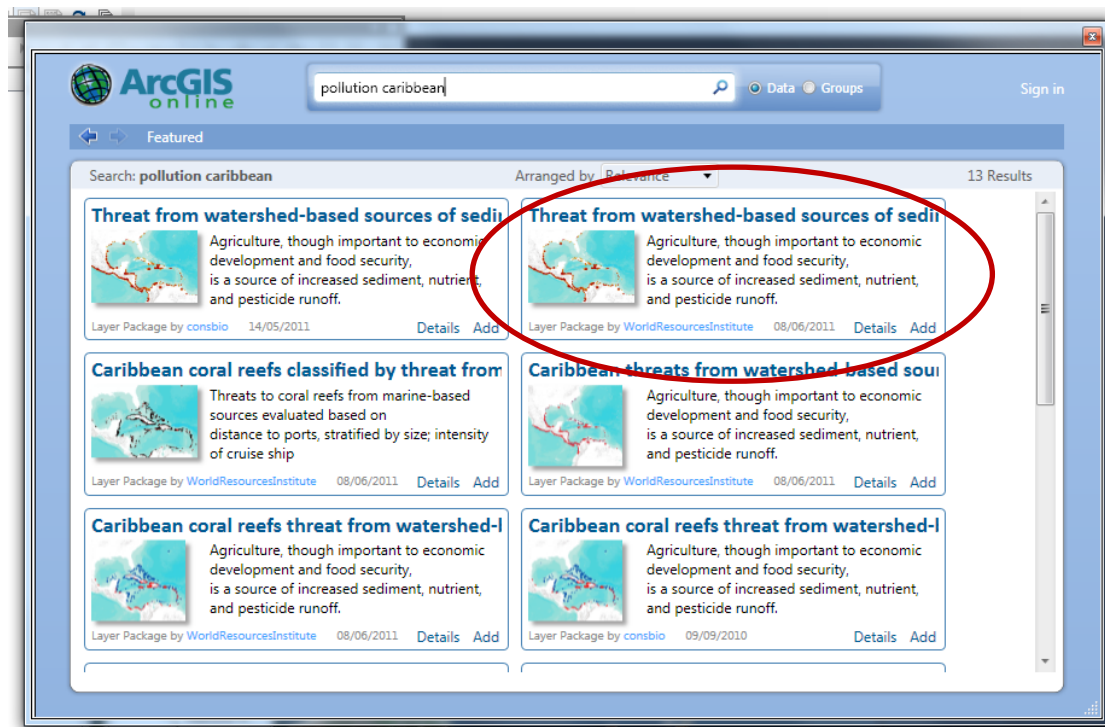 ArcGIS
online
pollution caribbean
Data
Groups
Sign in
Featured
Search: pollution caribbean
Arranged by Relevance
13 Results
Threat from watershed-based sources of sedi
Agriculture, though important to economic
development and food security,
is a source of increased sediment, nutrient,
and pesticide runoff.
Layer Package by consbio 14/05/2011 Details Add
Threat from watershed-based sources of sedi
Agriculture, though important to economic
development and food security,
is a source of increased sediment, nutrient,
and pesticide runoff.
Layer Package by WorldResourcesInstitute 08/06/2011 Details Add
Caribbean coral reefs classified by threat from
Threats to coral reefs from marine-based
sources evaluated based on
distance to ports, stratified by size; intensity
of cruise ship
Layer Package by WorldResourcesInstitute 08/06/2011 Details Add
Caribbean threats from watershed-based sour
Agriculture, though important to economic
development and food security,
is a source of increased sediment, nutrient,
and pesticide runoff.
Layer Package by WorldResourcesInstitute 08/06/2011 Details Add
Caribbean coral reefs threat from watershed-
Agriculture, though important to economic
development and food security,
is a source of increased sediment, nutrient,
and pesticide runoff.
Layer Package by WorldResourcesInstitute 08/06/2011 Details Add
Caribbean coral reefs threat from watershed-
Agriculture, though important to economic
development and food security,
is a source of increased sediment, nutrient,
and pesticide runoff.
Layer Package by consbio 09/09/2010 Details Add